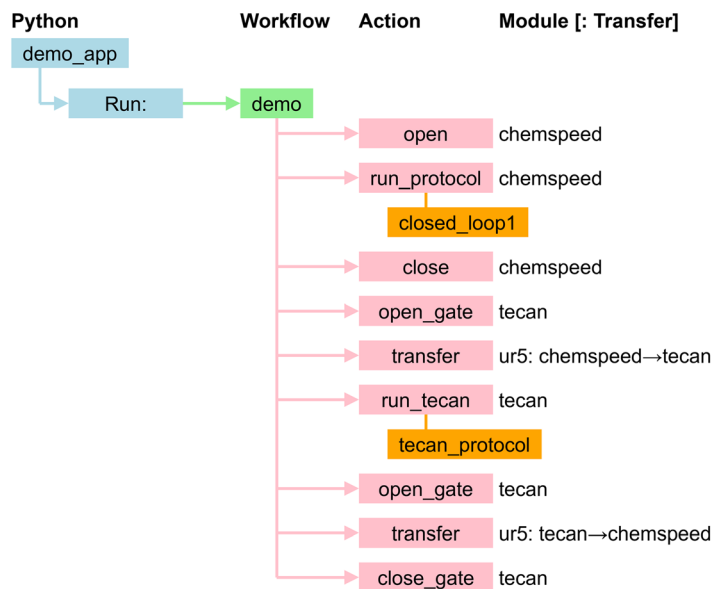 Python Workflow Action Module [: Transfer]
demo_app
Run: demo
open chemspeed
run_protocol chemspeed
closed_loop1
close chemspeed
open_gate tecan
transfer ur5: chemspeed→tecan
run_tecan tecan
tecan_protocol
open_gate tecan
transfer ur5: tecan→chemspeed
close_gate tecan